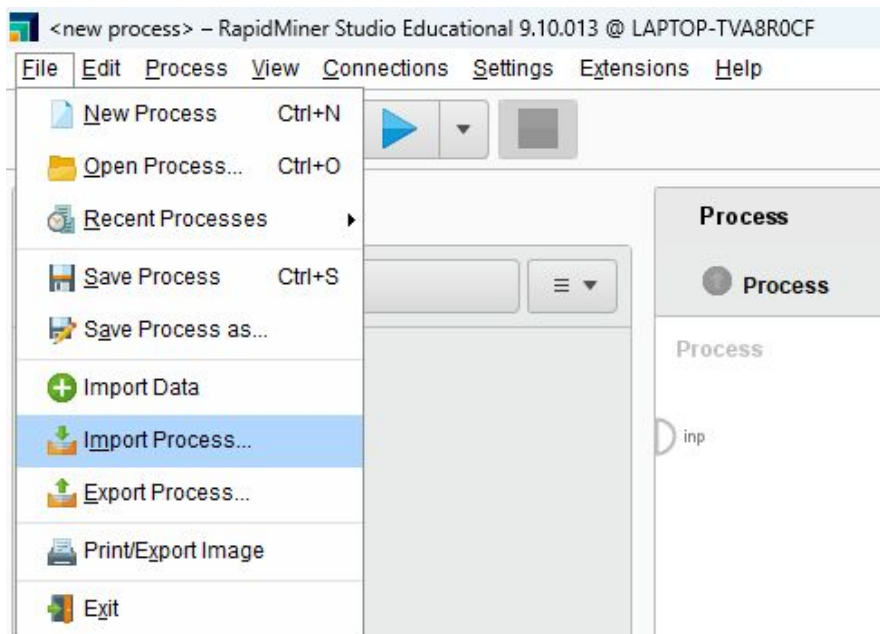 <new process> – RapidMiner Studio Educational 9.10.013 @ LAPTOP-TVA8R0CF
File Edit Process View Connections Settings Extensions Help
New Process Ctrl+N
Open Process... Ctrl+O
Recent Processes
Save Process Ctrl+S
Save Process as...
Import Data
Import Process...
Export Process...
Print/Export Image
Exit
Process
Process
Process
inp